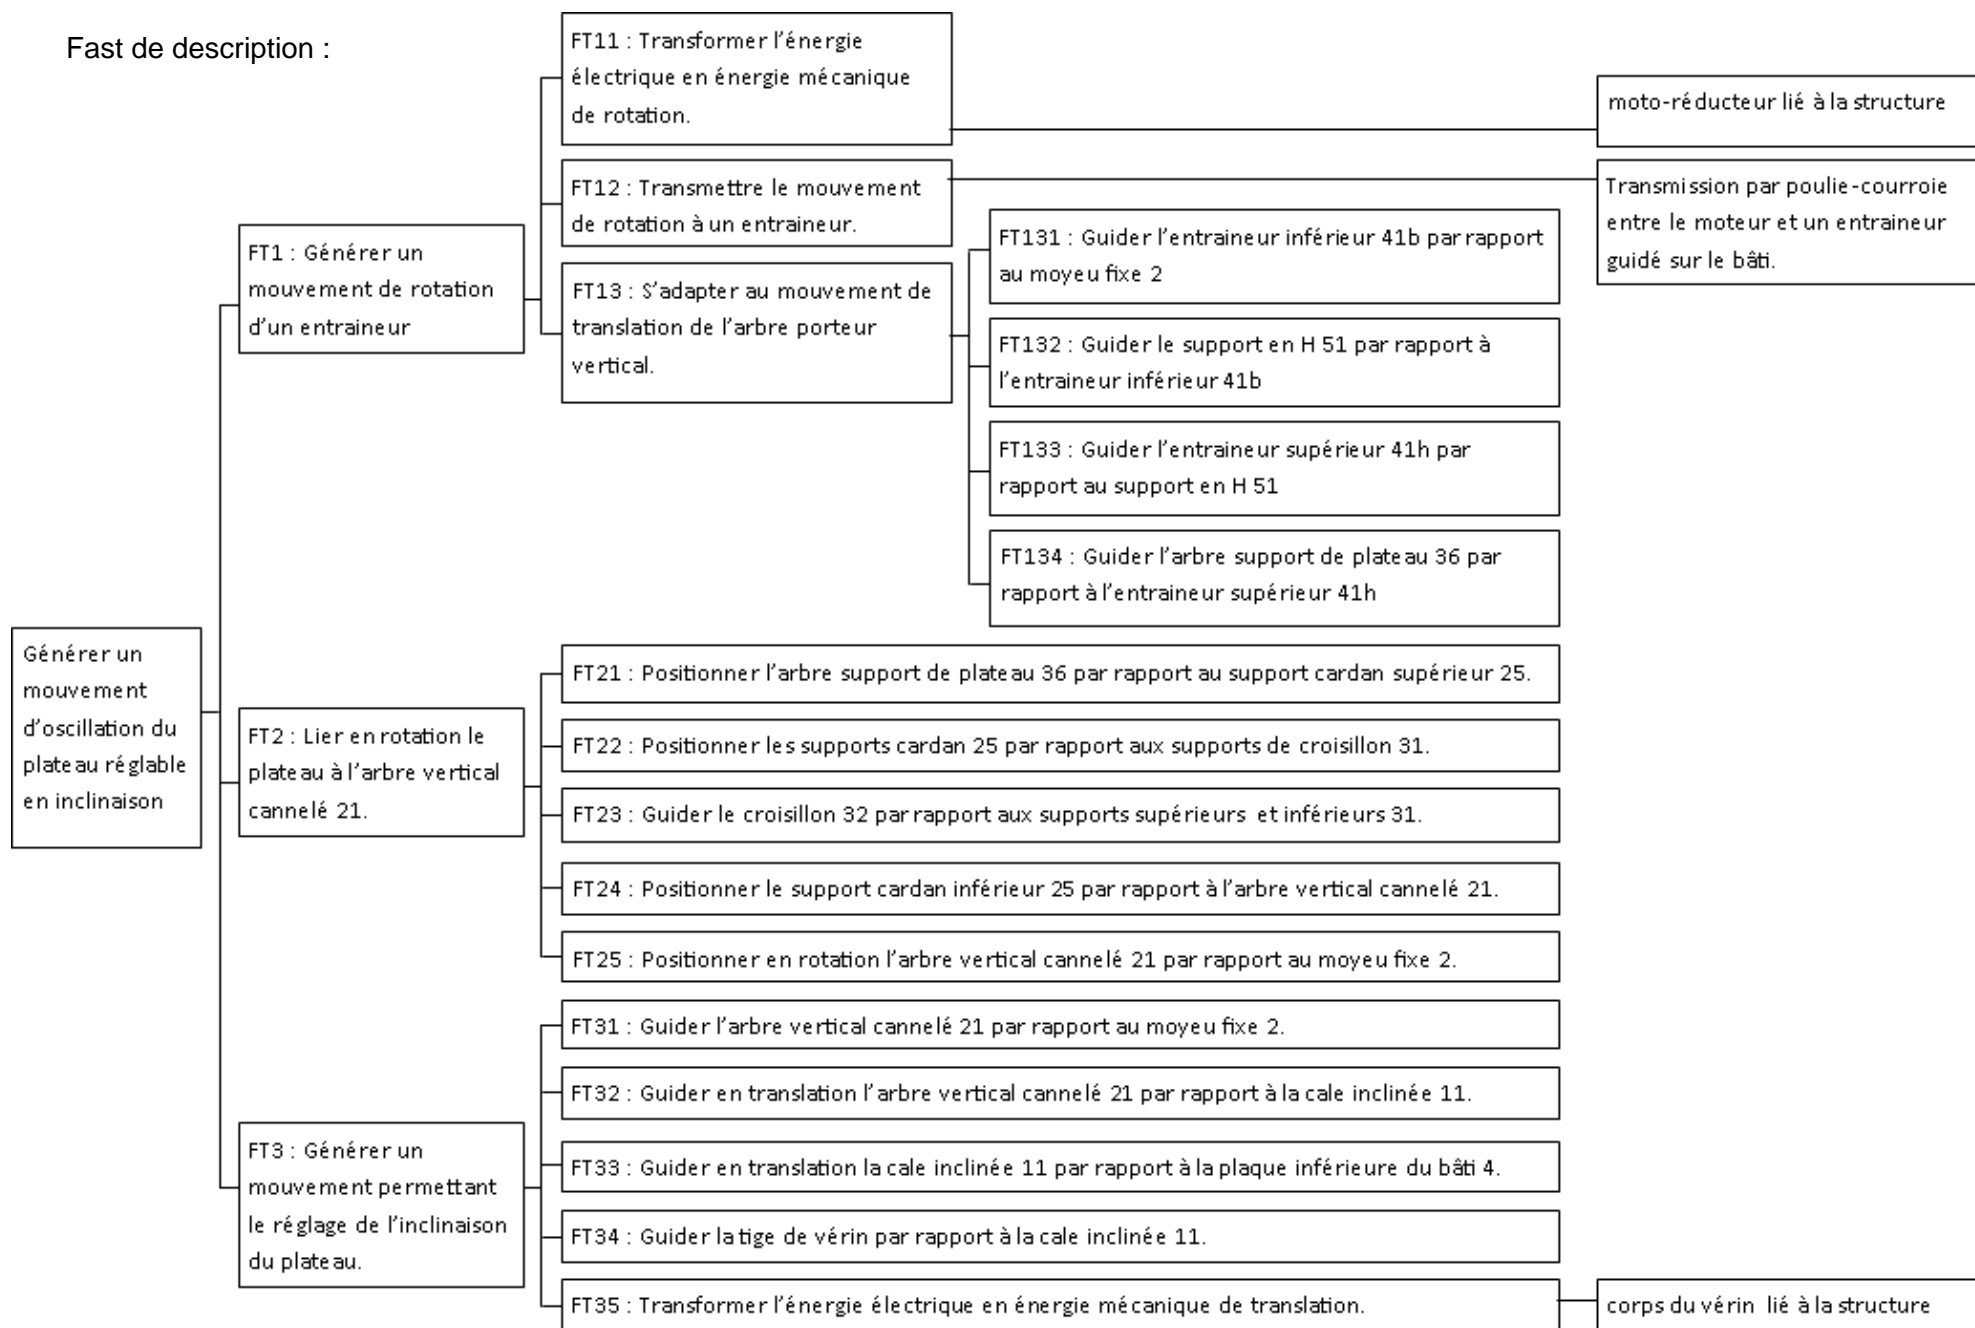 Fast de description :
FT11 : Transformer l’énergie
électrique en énergie mécanique
de rotation.
moto-réducteur lié à la structure
FT12 : Transmettre le mouvement
de rotation à un entraineur.
Transmission par poulie-courroie
entre le moteur et un entraineur
guidé sur le bâti.
FT1 : Générer un
mouvement de rotation
d’un entraineur
FT13 : S’adapter au mouvement de
translation de l’arbre porteur
vertical.
FT131 : Guider l’entraineur inférieur 41b par rapport
au moyeu fixe 2
FT132 : Guider le support en H 51 par rapport à
l’entraineur inférieur 41b
FT133 : Guider l’entraineur supérieur 41h par
rapport au support en H 51
FT134 : Guider l’arbre support de plateau 36 par
rapport à l’entraineur supérieur 41h
Générer un
mouvement
d’oscillation du
plateau réglable
en inclinaison
FT2 : Lier en rotation le
plateau à l’arbre vertical
cannelé 21.
FT21 : Positionner l’arbre support de plateau 36 par rapport au support cardan supérieur 25.
FT22 : Positionner les supports cardan 25 par rapport aux supports de croisillon 31.
FT23 : Guider le croisillon 32 par rapport aux supports supérieurs et inférieurs 31.
FT24 : Positionner le support cardan inférieur 25 par rapport à l’arbre vertical cannelé 21.
FT25 : Positionner en rotation l’arbre vertical cannelé 21 par rapport au moyeu fixe 2.
FT3 : Générer un
mouvement permettant
le réglage de l’inclinaison
du plateau.
FT31 : Guider l’arbre vertical cannelé 21 par rapport au moyeu fixe 2.
FT32 : Guider en translation l’arbre vertical cannelé 21 par rapport à la cale inclinée 11.
FT33 : Guider en translation la cale inclinée 11 par rapport à la plaque inférieure du bâti 4.
FT34 : Guider la tige de vérin par rapport à la cale inclinée 11.
FT35 : Transformer l’énergie électrique en énergie mécanique de translation.
corps du vérin lié à la structure